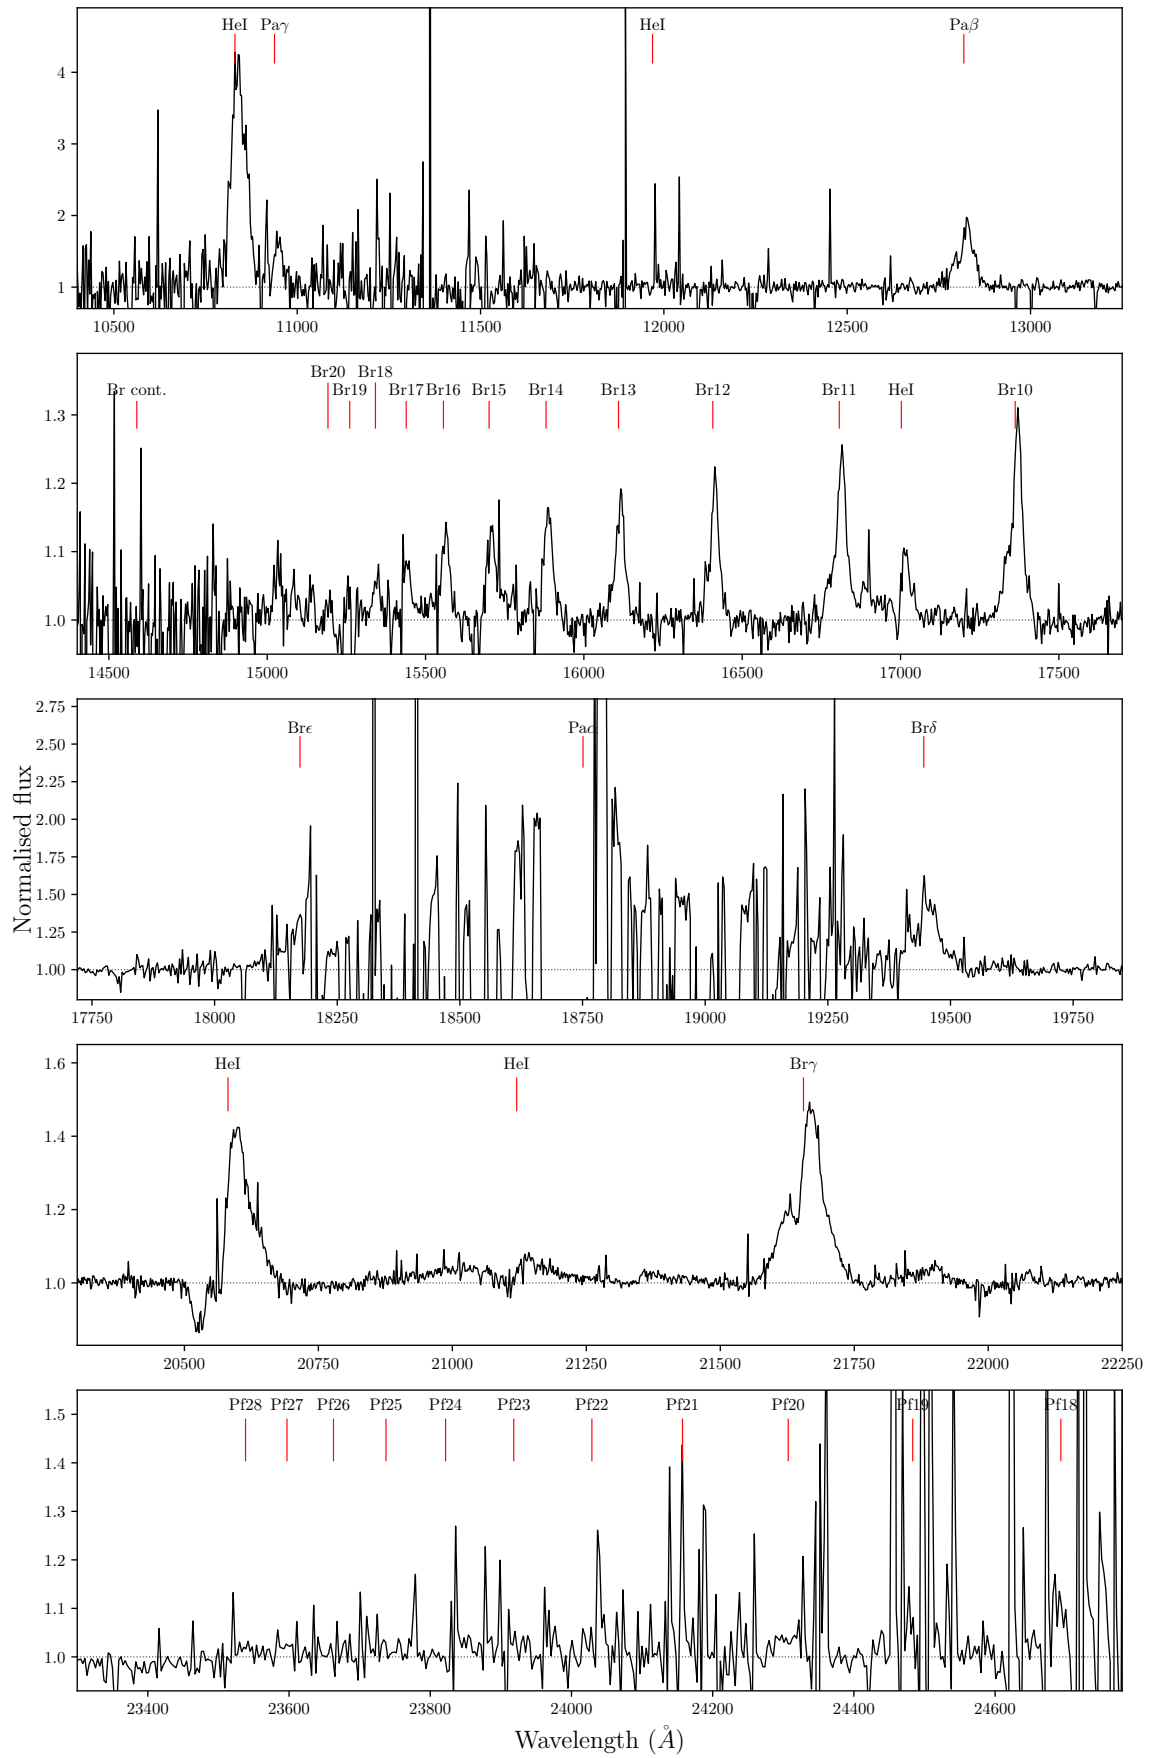 HeI Paγ HeI Paβ
4
3
2
1
10500 11000 11500 12000 12500 13000
Br20 Br18
Br cont. Br19 Br17 Br16 Br15 Br14 Br13 Br12 Br11 HeI Br10
1.3
1.2
1.1
1.0
14500 15000 15500 16000 16500 17000 17500
Brϵ Paα Brδ
2.75
2.50
2.25
2.00
1.75
1.50
1.25
1.00
17750 18000 18250 18500 18750 19000 19250 19500 19750
Normalised flux
HeI HeI Brγ
1.6
1.4
1.2
1.0
20500 20750 21000 21250 21500 21750 22000 22250
Pf28 Pf27 Pf26 Pf25 Pf24 Pf23 Pf22 Pf21 Pf20 Pf19 Pf18
1.5
1.4
1.3
1.2
1.1
1.0
23400 23600 23800 24000 24200 24400 24600
Wavelength (Å)